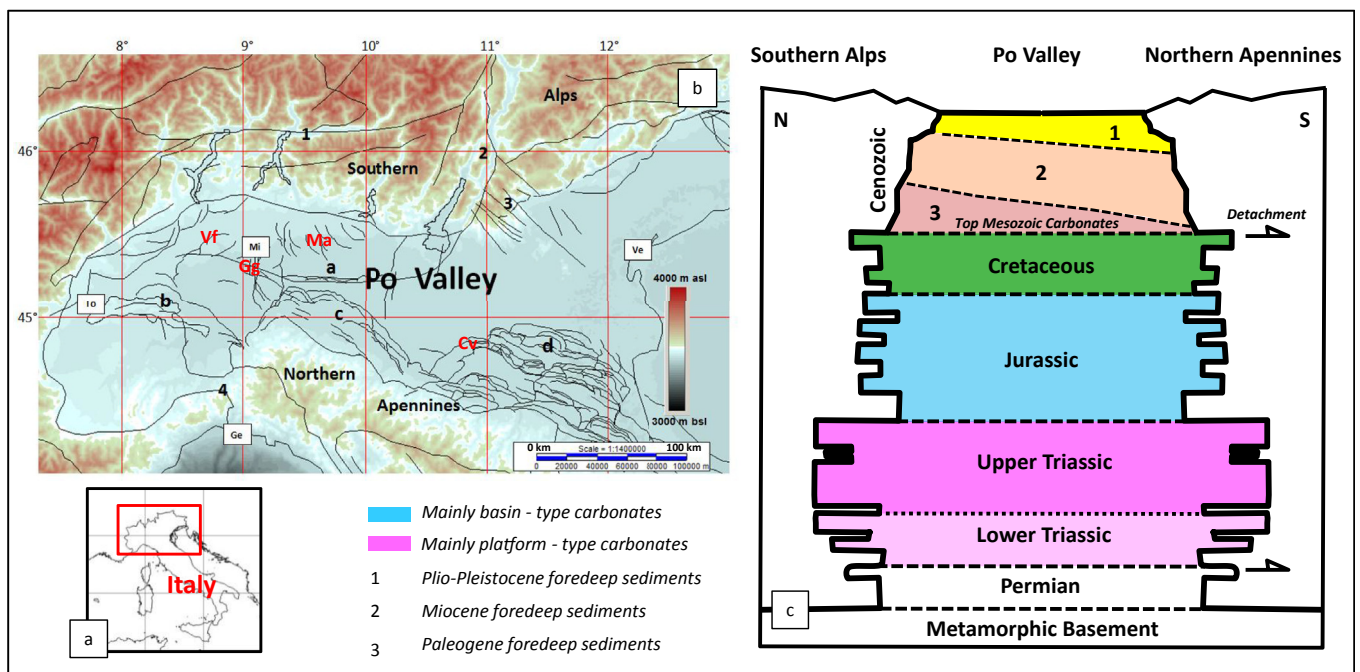 8°
9°
10°
11°
12°
46°
45°
b
Alps
1
2
Southern
3
Vf
Mi
Ma
Gg
a
Po Valley
Ve
4000 m asl
TO
b
c
Cv
d
Northern
4
Apennines
3000 m bsl
Ge
0 km
Scale = 1:1400000
100 km
0
20000
40000
60000
80000
100000 m
Italy
a
Mainly basin - type carbonates
Mainly platform - type carbonates
1 Plio-Pleistocene foredeep sediments
2 Miocene foredeep sediments
3 Paleogene foredeep sediments
Southern Alps
Po Valley
Northern Apennines
N
S
Cenozoic
1
2
3
Top Mesozoic Carbonates
Detachment
Cretaceous
Jurassic
Upper Triassic
Lower Triassic
Permian
c
Metamorphic Basement